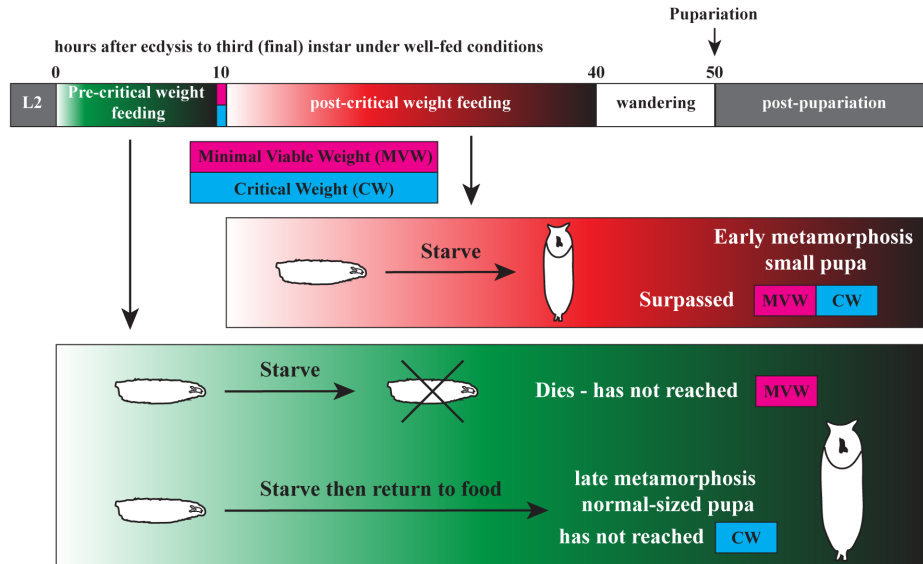 Pupariation
hours after ecdysis to third (final) instar under well-fed conditions
0
10
40
50
L2
Pre-critical weight
feeding
post-critical weight feeding
wandering
post-pupariation
Minimal Viable Weight (MVW)
Critical Weight (CW)
Starve
Early metamorphosis
small pupa
Surpassed
MVW
CW
Starve
Dies - has not reached
MVW
Starve then return to food
late metamorphosis
normal-sized pupa
has not reached
CW